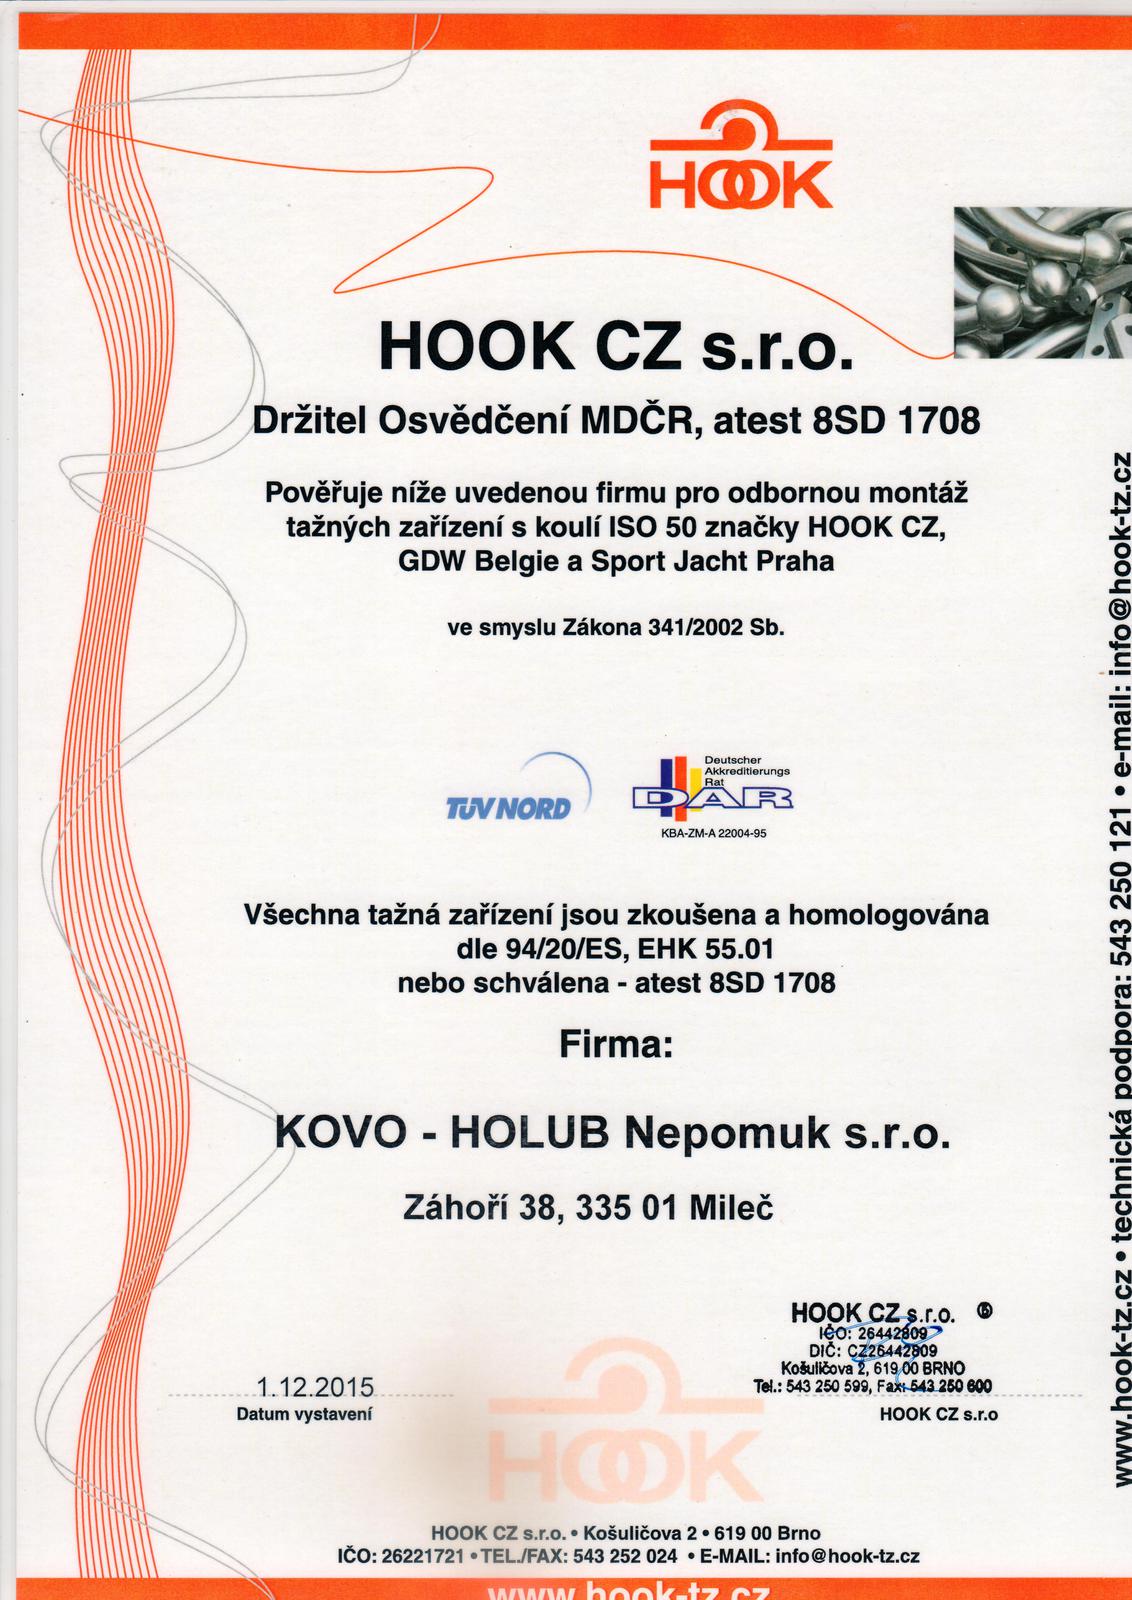 HOOK
HOOK CZ s.r.o.
Držitel Osvědčení MDČR, atest 8SD 1708
Pověřuje níže uvedenou firmu pro odbornou montáž
tažných zařízení s koulí ISO 50 značky HOOK CZ,
GDW Belgie a Sport Jacht Praha
ve smyslu Zákona 341/2002 Sb.
TÜV NORD
Deutscher
Akkreditierungs
Rat
DAR
KBA-ZM-A 22004-95
Všechna tažná zařízení jsou zkoušena a homologována
dle 94/20/ES, EHK 55.01
nebo schválena - atest 8SD 1708
Firma:
KOVO - HOLUB Nepomuk s.r.o.
Záhoří 38, 335 01 Mileč
HOOK CZ s.r.o. ⑥
IČO: 26442809
DIČ: CZ26442809
Košuličova 2, 619 00 BRNO
Tel.: 543 250 599, Fax: 543 250 600
1.12.2015
Datum vystavení
HOOK CZ s.r.o
HOOK
HOOK CZ s.r.o. • Košuličova 2 • 619 00 Brno
IČO: 26221721 • TEL./FAX: 543 252 024 • E-MAIL: info@hook-tz.cz
www.hook-tz.cz
www.hook-tz.cz • technická podpora: 543 250 121 • e-mail: info@hook-tz.cz